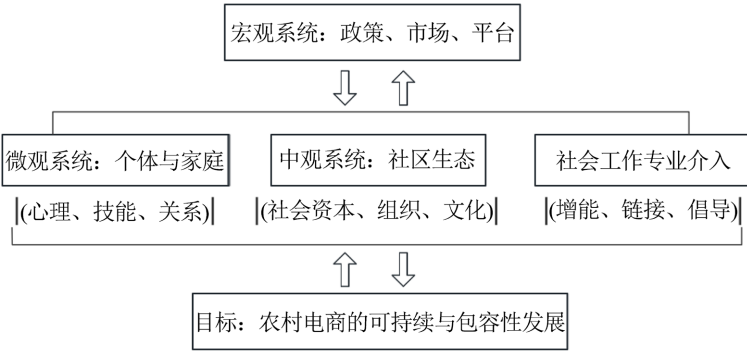 宏观系统：政策、市场、平台
微观系统：个体与家庭
中观系统：社区生态
社会工作专业介入
(心理、技能、关系)
(社会资本、组织、文化)
(增能、链接、倡导)
目标：农村电商的可持续与包容性发展